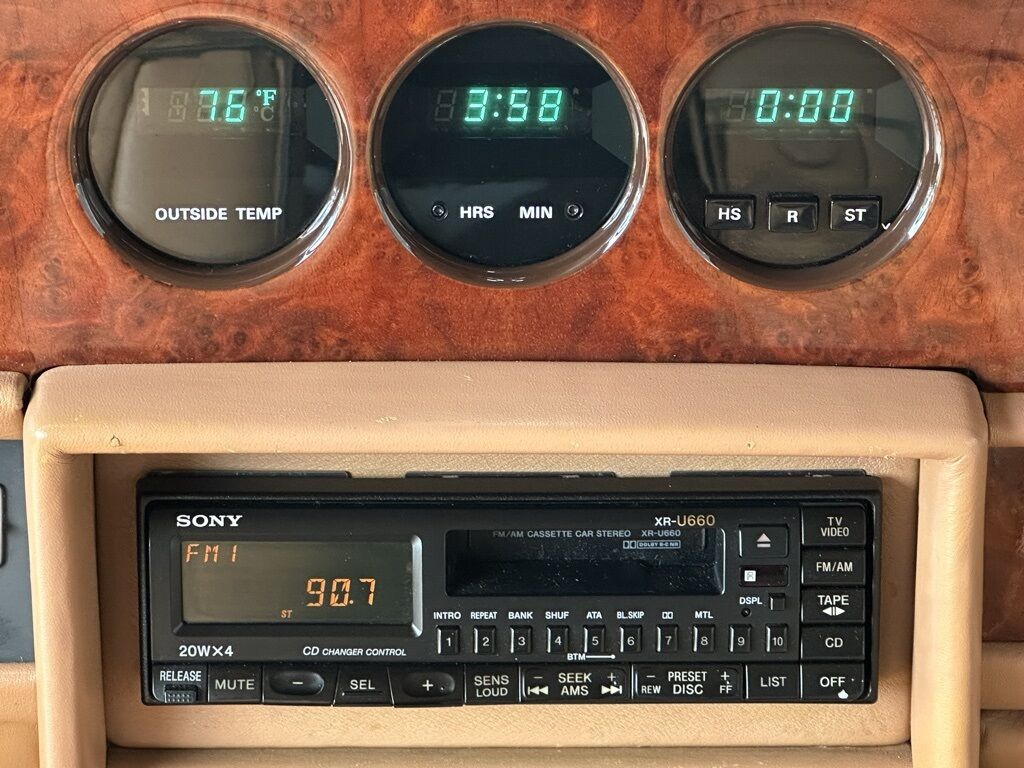 76 °F
°C
OUTSIDE TEMP
3:58
HRS MIN
0:00
HS R ST
SONY
XR-U660
FM/AM CASSETTE CAR STEREO XR-U660
DOLBY B-C NR
FM1
90.7
ST
20W×4
CD CHANGER CONTROL
INTRO REPEAT BANK SHUF ATA BL.SKIP MTL
1 2 3 4 5 6 7 8 9 10
BTM
DSPL
R
TV
VIDEO
FM/AM
TAPE
CD
OFF
RELEASE
MUTE
−
SEL
+
SENS
LOUD
− SEEK +
AMS
− PRESET +
REW DISC FF
LIST